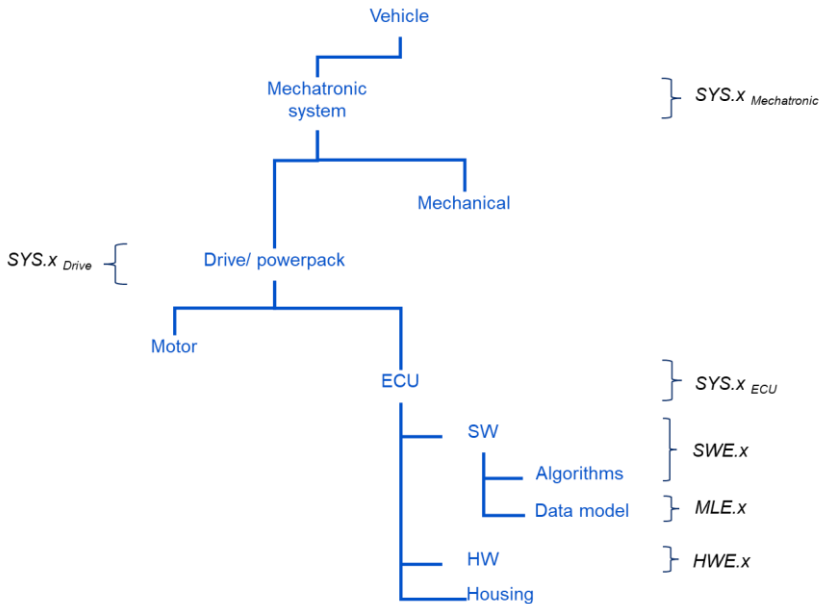 Vehicle
Mechatronic
system
SYS.x Mechatronic
Mechanical
SYS.x Drive
Drive/ powerpack
Motor
ECU
SYS.x ECU
SW
SWE.x
Algorithms
Data model
MLE.x
HW
HWE.x
Housing